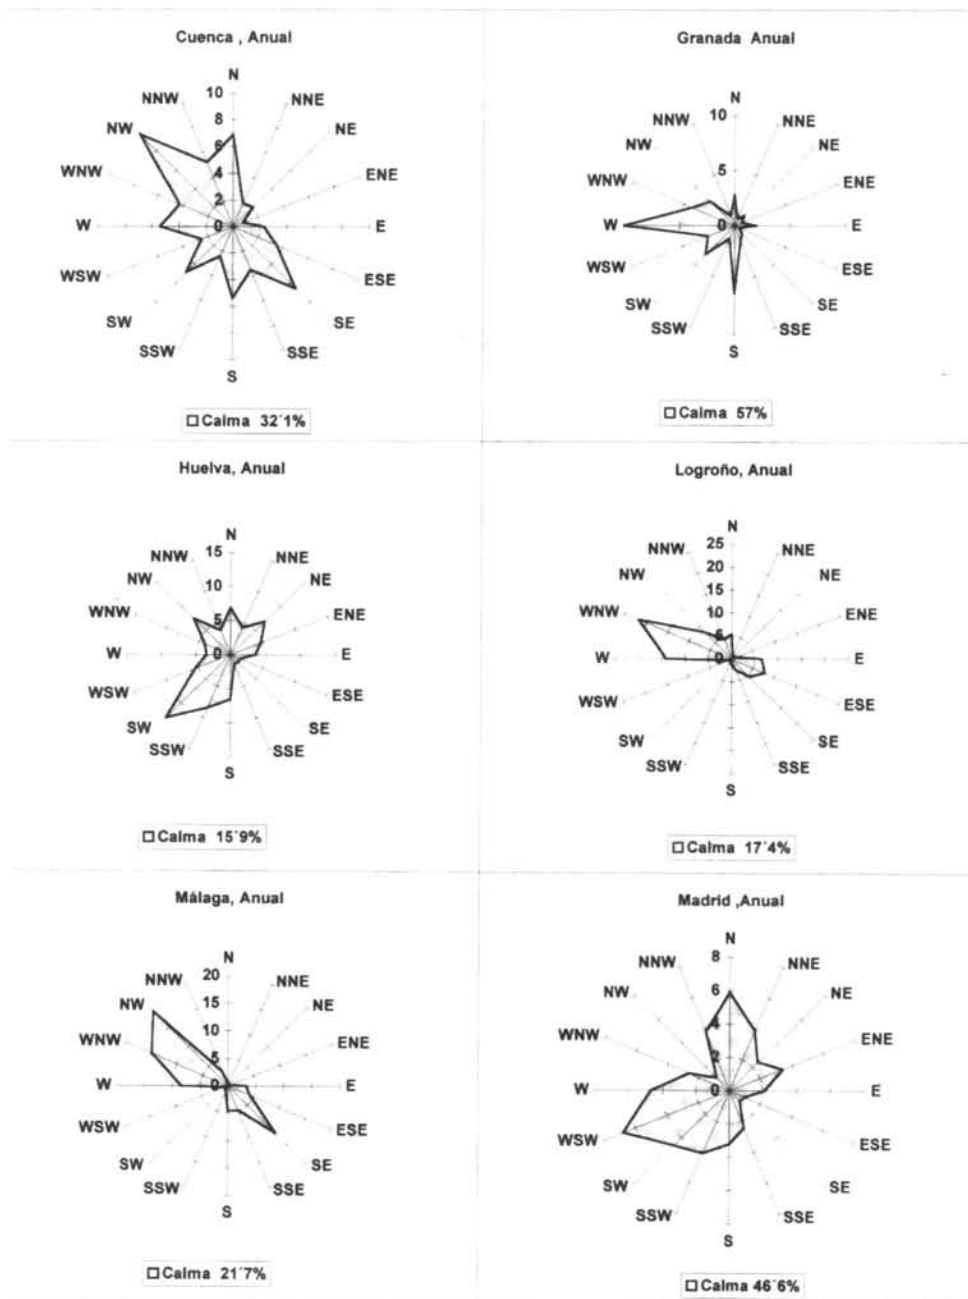 Cuenca , Anual
N
10
NNW
NNE
8
NW
NE
6
4
WNW
ENE
2
W
0
E
WSW
ESE
SW
SE
SSW
SSE
S
Calma 32´1%
Granada Anual
N
10
NNW
NNE
NW
NE
5
WNW
ENE
W
0
E
WSW
ESE
SW
SE
SSW
SSE
S
Calma 57%
Huelva, Anual
N
15
NNW
NNE
NW
10
NE
WNW
ENE
5
W
0
E
WSW
ESE
SW
SE
SSW
SSE
S
Calma 15´9%
Logroño, Anual
N
25
NNW
NNE
20
NW
NE
15
WNW
10
ENE
5
W
0
E
WSW
ESE
SW
SE
SSW
SSE
S
Calma 17´4%
Málaga, Anual
N
20
NNW
NNE
NW
15
NE
10
WNW
ENE
5
W
0
E
WSW
ESE
SW
SE
SSW
SSE
S
Calma 21´7%
Madrid ,Anual
N
8
NNW
NNE
6
NW
NE
4
WNW
ENE
2
W
0
E
WSW
ESE
SW
SE
SSW
SSE
S
Calma 46´6%